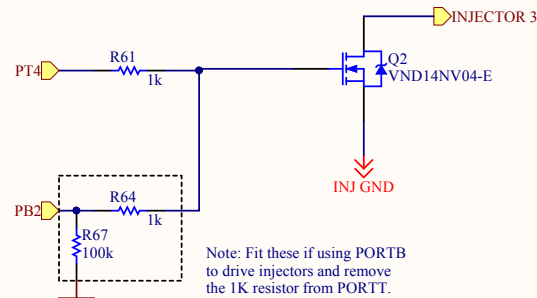 INJECTOR 3
R61
PT4
1k
Q2
VND14NV04-E
INJ GND
R64
PB2
1k
R67
100k
Note: Fit these if using PORTB
to drive injectors and remove
the 1K resistor from PORTT.